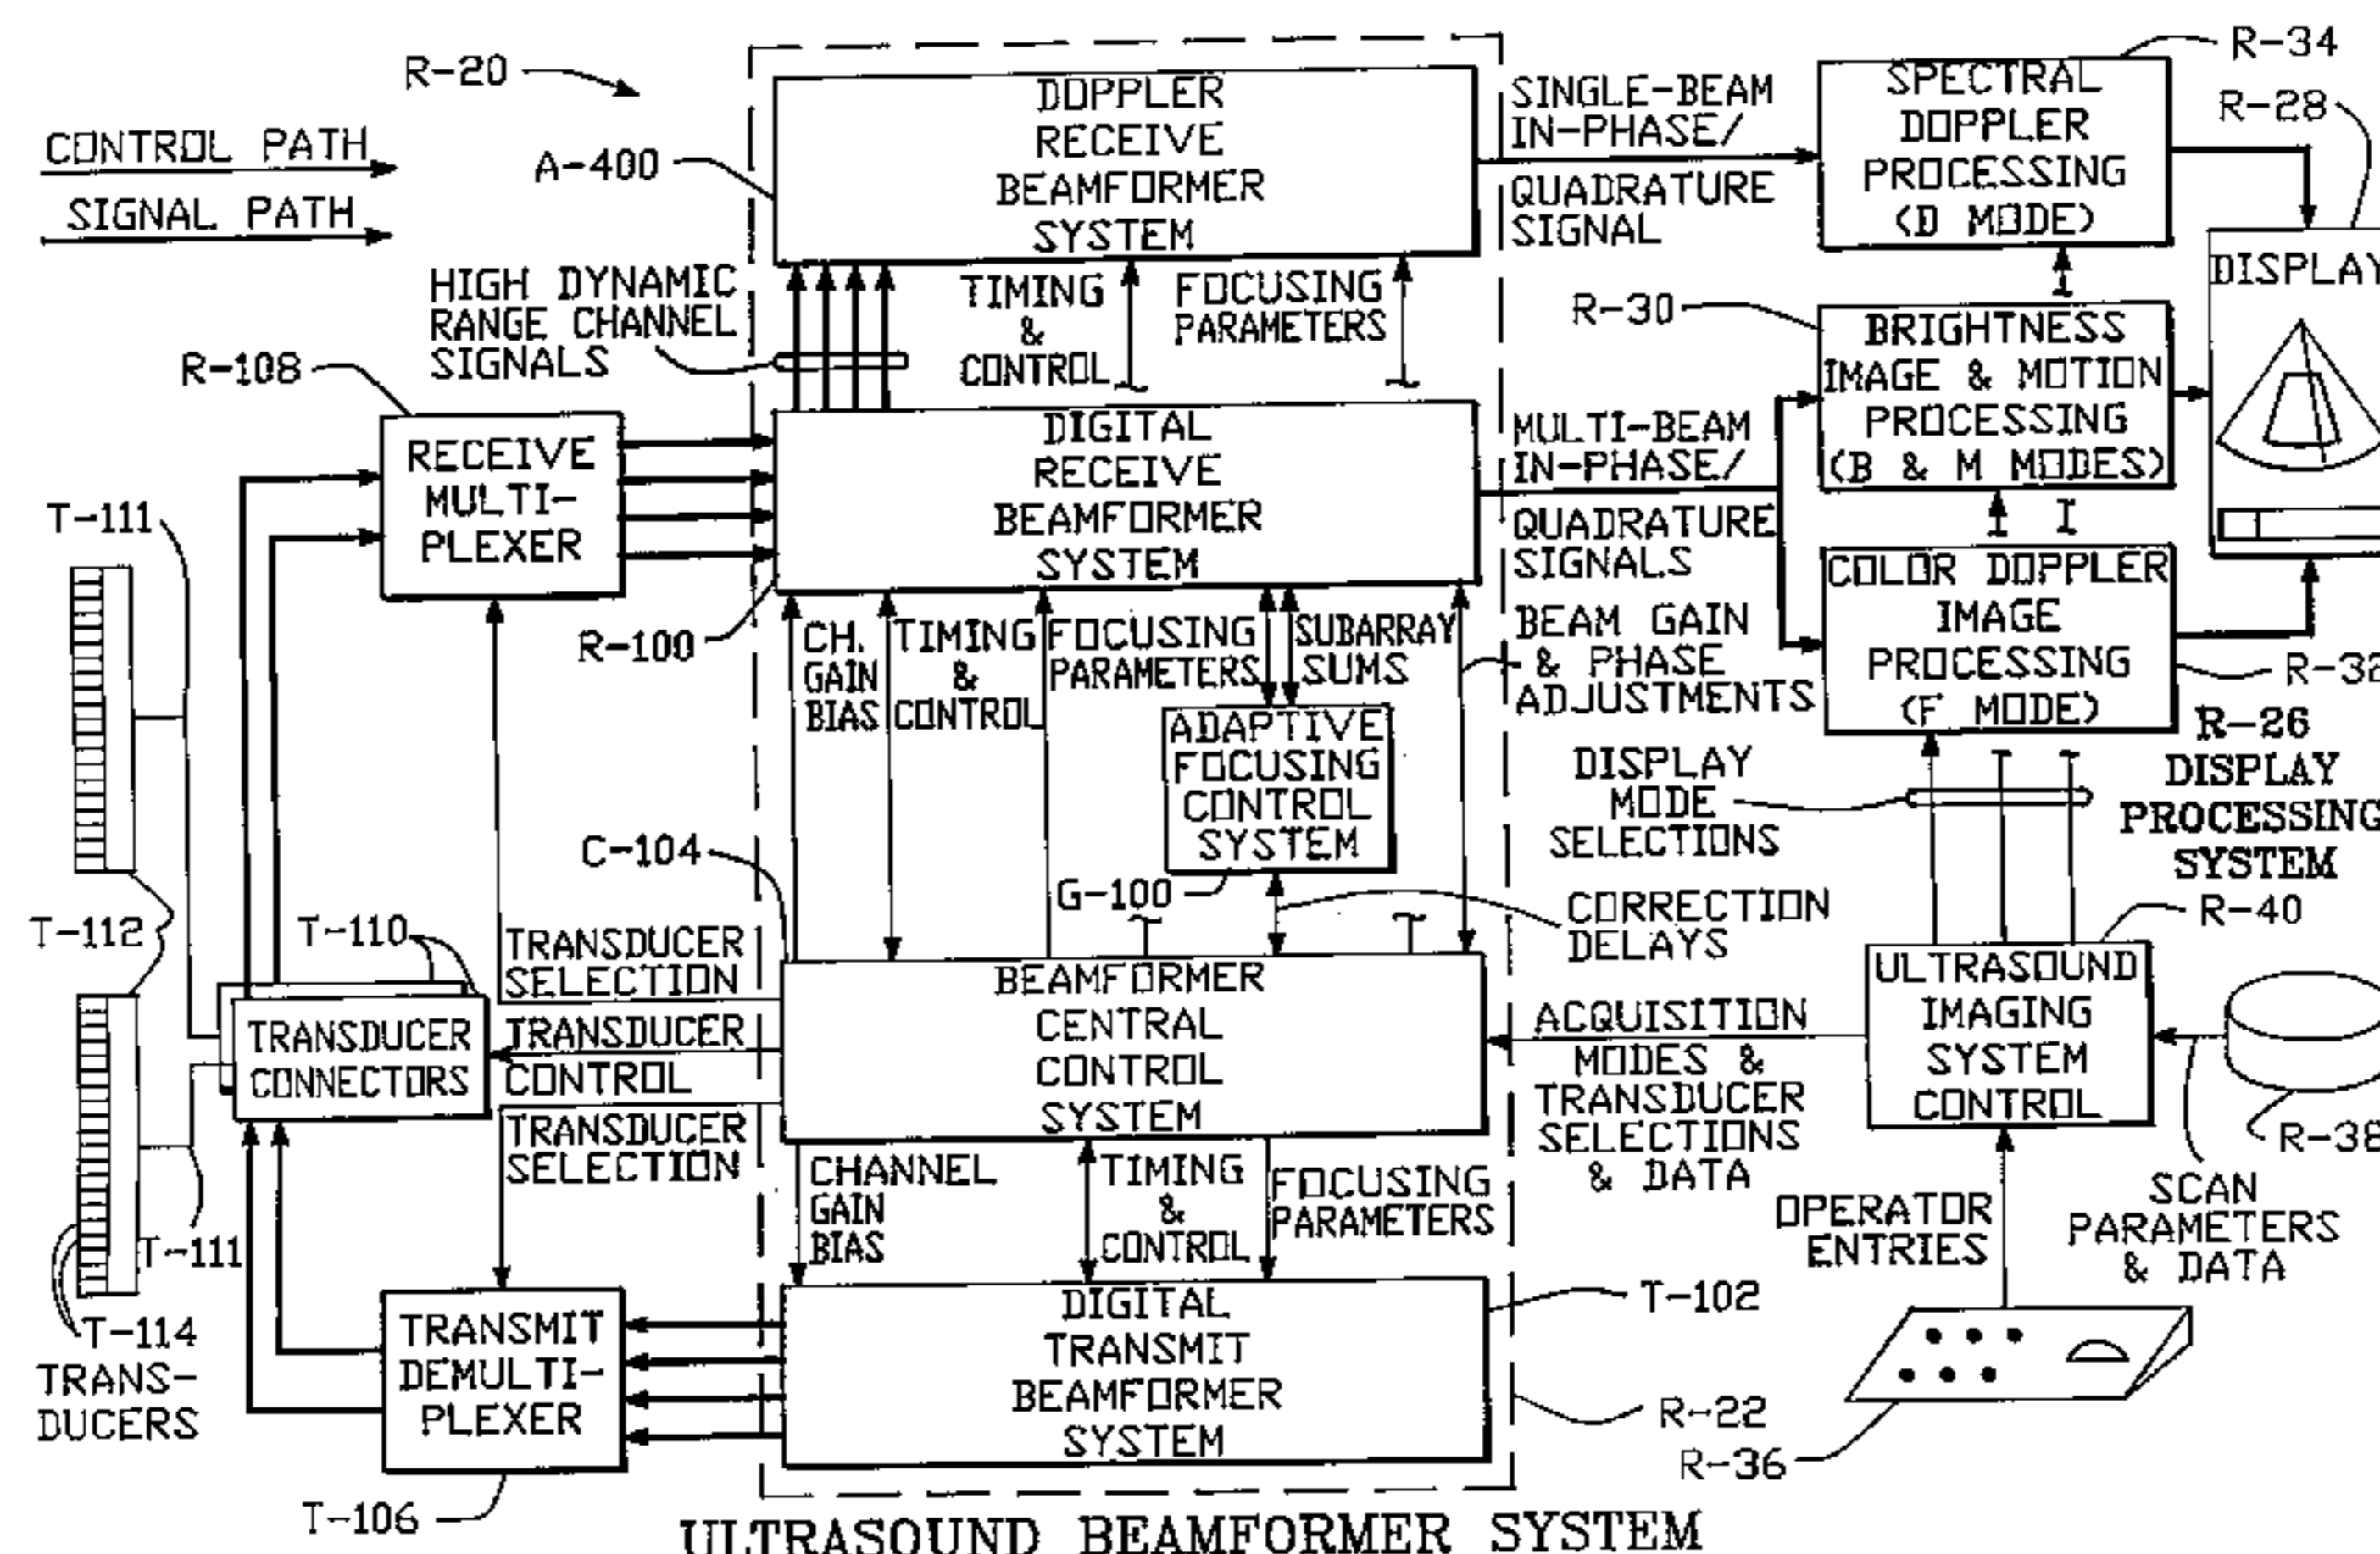 R-20
CONTROL PATH
SIGNAL PATH
A-400
DOPPLER
RECEIVE
BEAMFORMER
SYSTEM
SINGLE-BEAM
IN-PHASE/
QUADRATURE
SIGNAL
SPECTRAL
DOPPLER
PROCESSING
(D MODE)
R-34
R-28
DISPLAY
HIGH DYNAMIC
RANGE CHANNEL
SIGNALS
TIMING
&
CONTROL
FOCUSING
PARAMETERS
R-30
BRIGHTNESS
IMAGE & MOTION
PROCESSING
(B & M MODES)
R-108
RECEIVE
MULTI-
PLEXER
DIGITAL
RECEIVE
BEAMFORMER
SYSTEM
MULTI-BEAM
IN-PHASE/
QUADRATURE
SIGNALS
COLOR DOPPLER
IMAGE
PROCESSING
(F MODE)
R-32
T-111
R-100
CH.
GAIN
BIAS
TIMING
&
CONTROL
FOCUSING
PARAMETERS
SUBARRAY
SUMS
BEAM GAIN
& PHASE
ADJUSTMENTS
R-26
DISPLAY
PROCESSING
SYSTEM
ADAPTIVE
FOCUSING
CONTROL
SYSTEM
DISPLAY
MODE
SELECTIONS
C-104
G-100
CORRECTION
DELAYS
R-40
T-112
T-110
TRANSDUCER
SELECTION
TRANSDUCER
CONNECTORS
TRANSDUCER
CONTROL
TRANSDUCER
SELECTION
BEAMFORMER
CENTRAL
CONTROL
SYSTEM
ACQUISITION
MODES &
TRANSDUCER
SELECTIONS
& DATA
ULTRASOUND
IMAGING
SYSTEM
CONTROL
R-38
T-111
CHANNEL
GAIN
BIAS
TIMING
&
CONTROL
FOCUSING
PARAMETERS
OPERATOR
ENTRIES
SCAN
PARAMETERS
& DATA
T-114
TRANS-
DUCERS
TRANSMIT
DEMULTI-
PLEXER
DIGITAL
TRANSMIT
BEAMFORMER
SYSTEM
T-102
R-22
R-36
T-106
ULTRASOUND BEAMFORMER SYSTEM